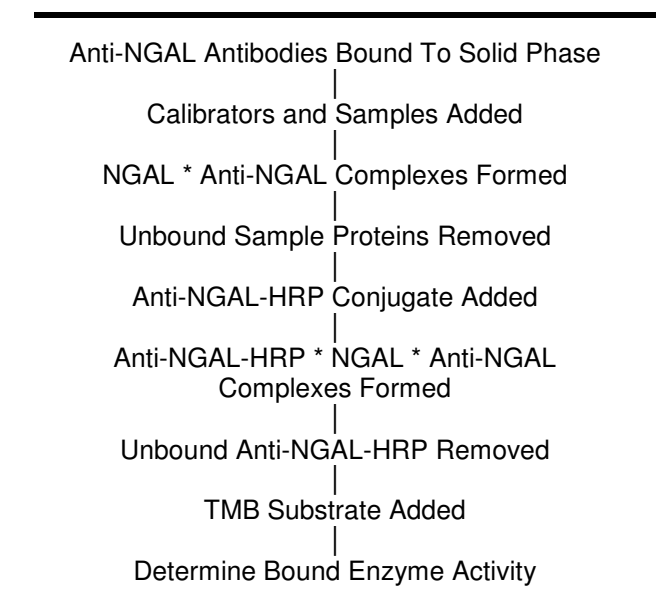 Anti-NGAL Antibodies Bound To Solid Phase
Calibrators and Samples Added
NGAL * Anti-NGAL Complexes Formed
Unbound Sample Proteins Removed
Anti-NGAL-HRP Conjugate Added
Anti-NGAL-HRP * NGAL * Anti-NGAL
Complexes Formed
Unbound Anti-NGAL-HRP Removed
TMB Substrate Added
Determine Bound Enzyme Activity